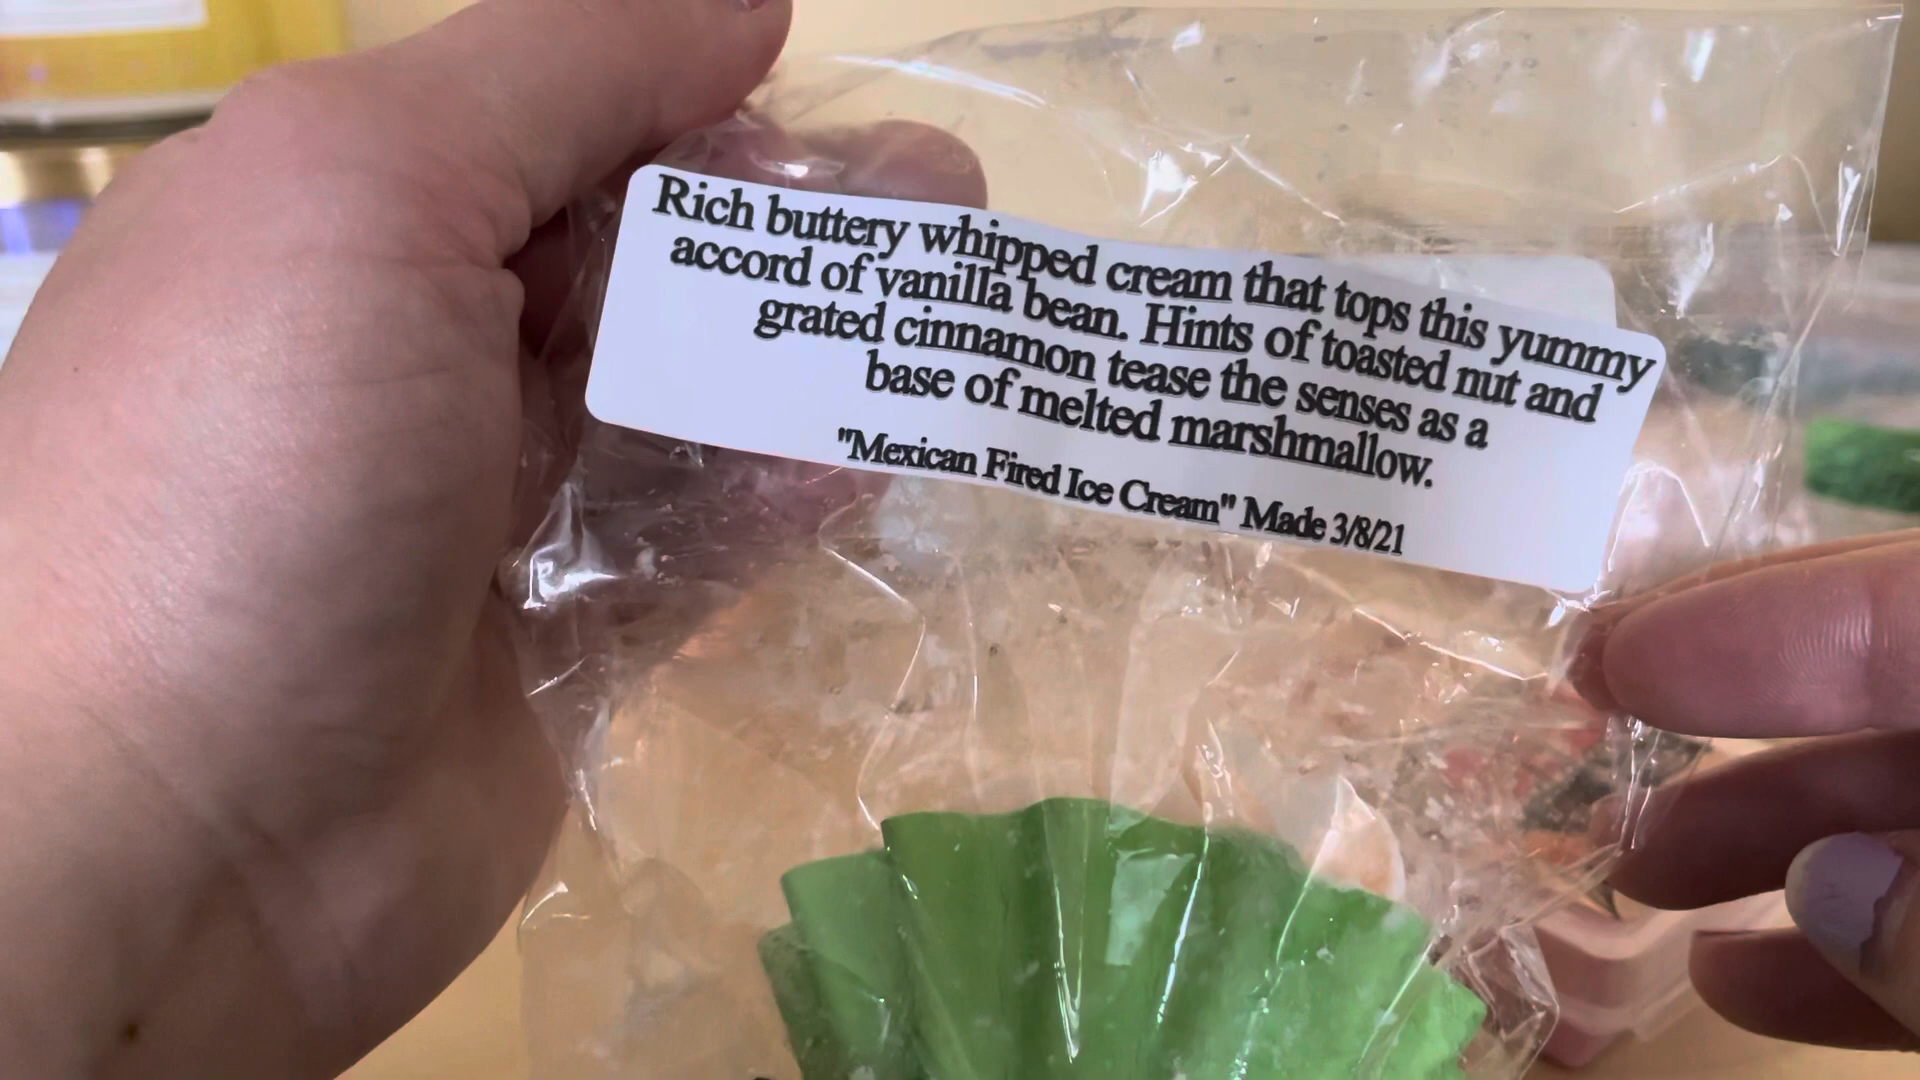 Rich buttery whipped cream that tops this yummy
accord of vanilla bean. Hints of toasted nut and
grated cinnamon tease the senses as a
base of melted marshmallow.
"Mexican Fired Ice Cream" Made 3/8/21